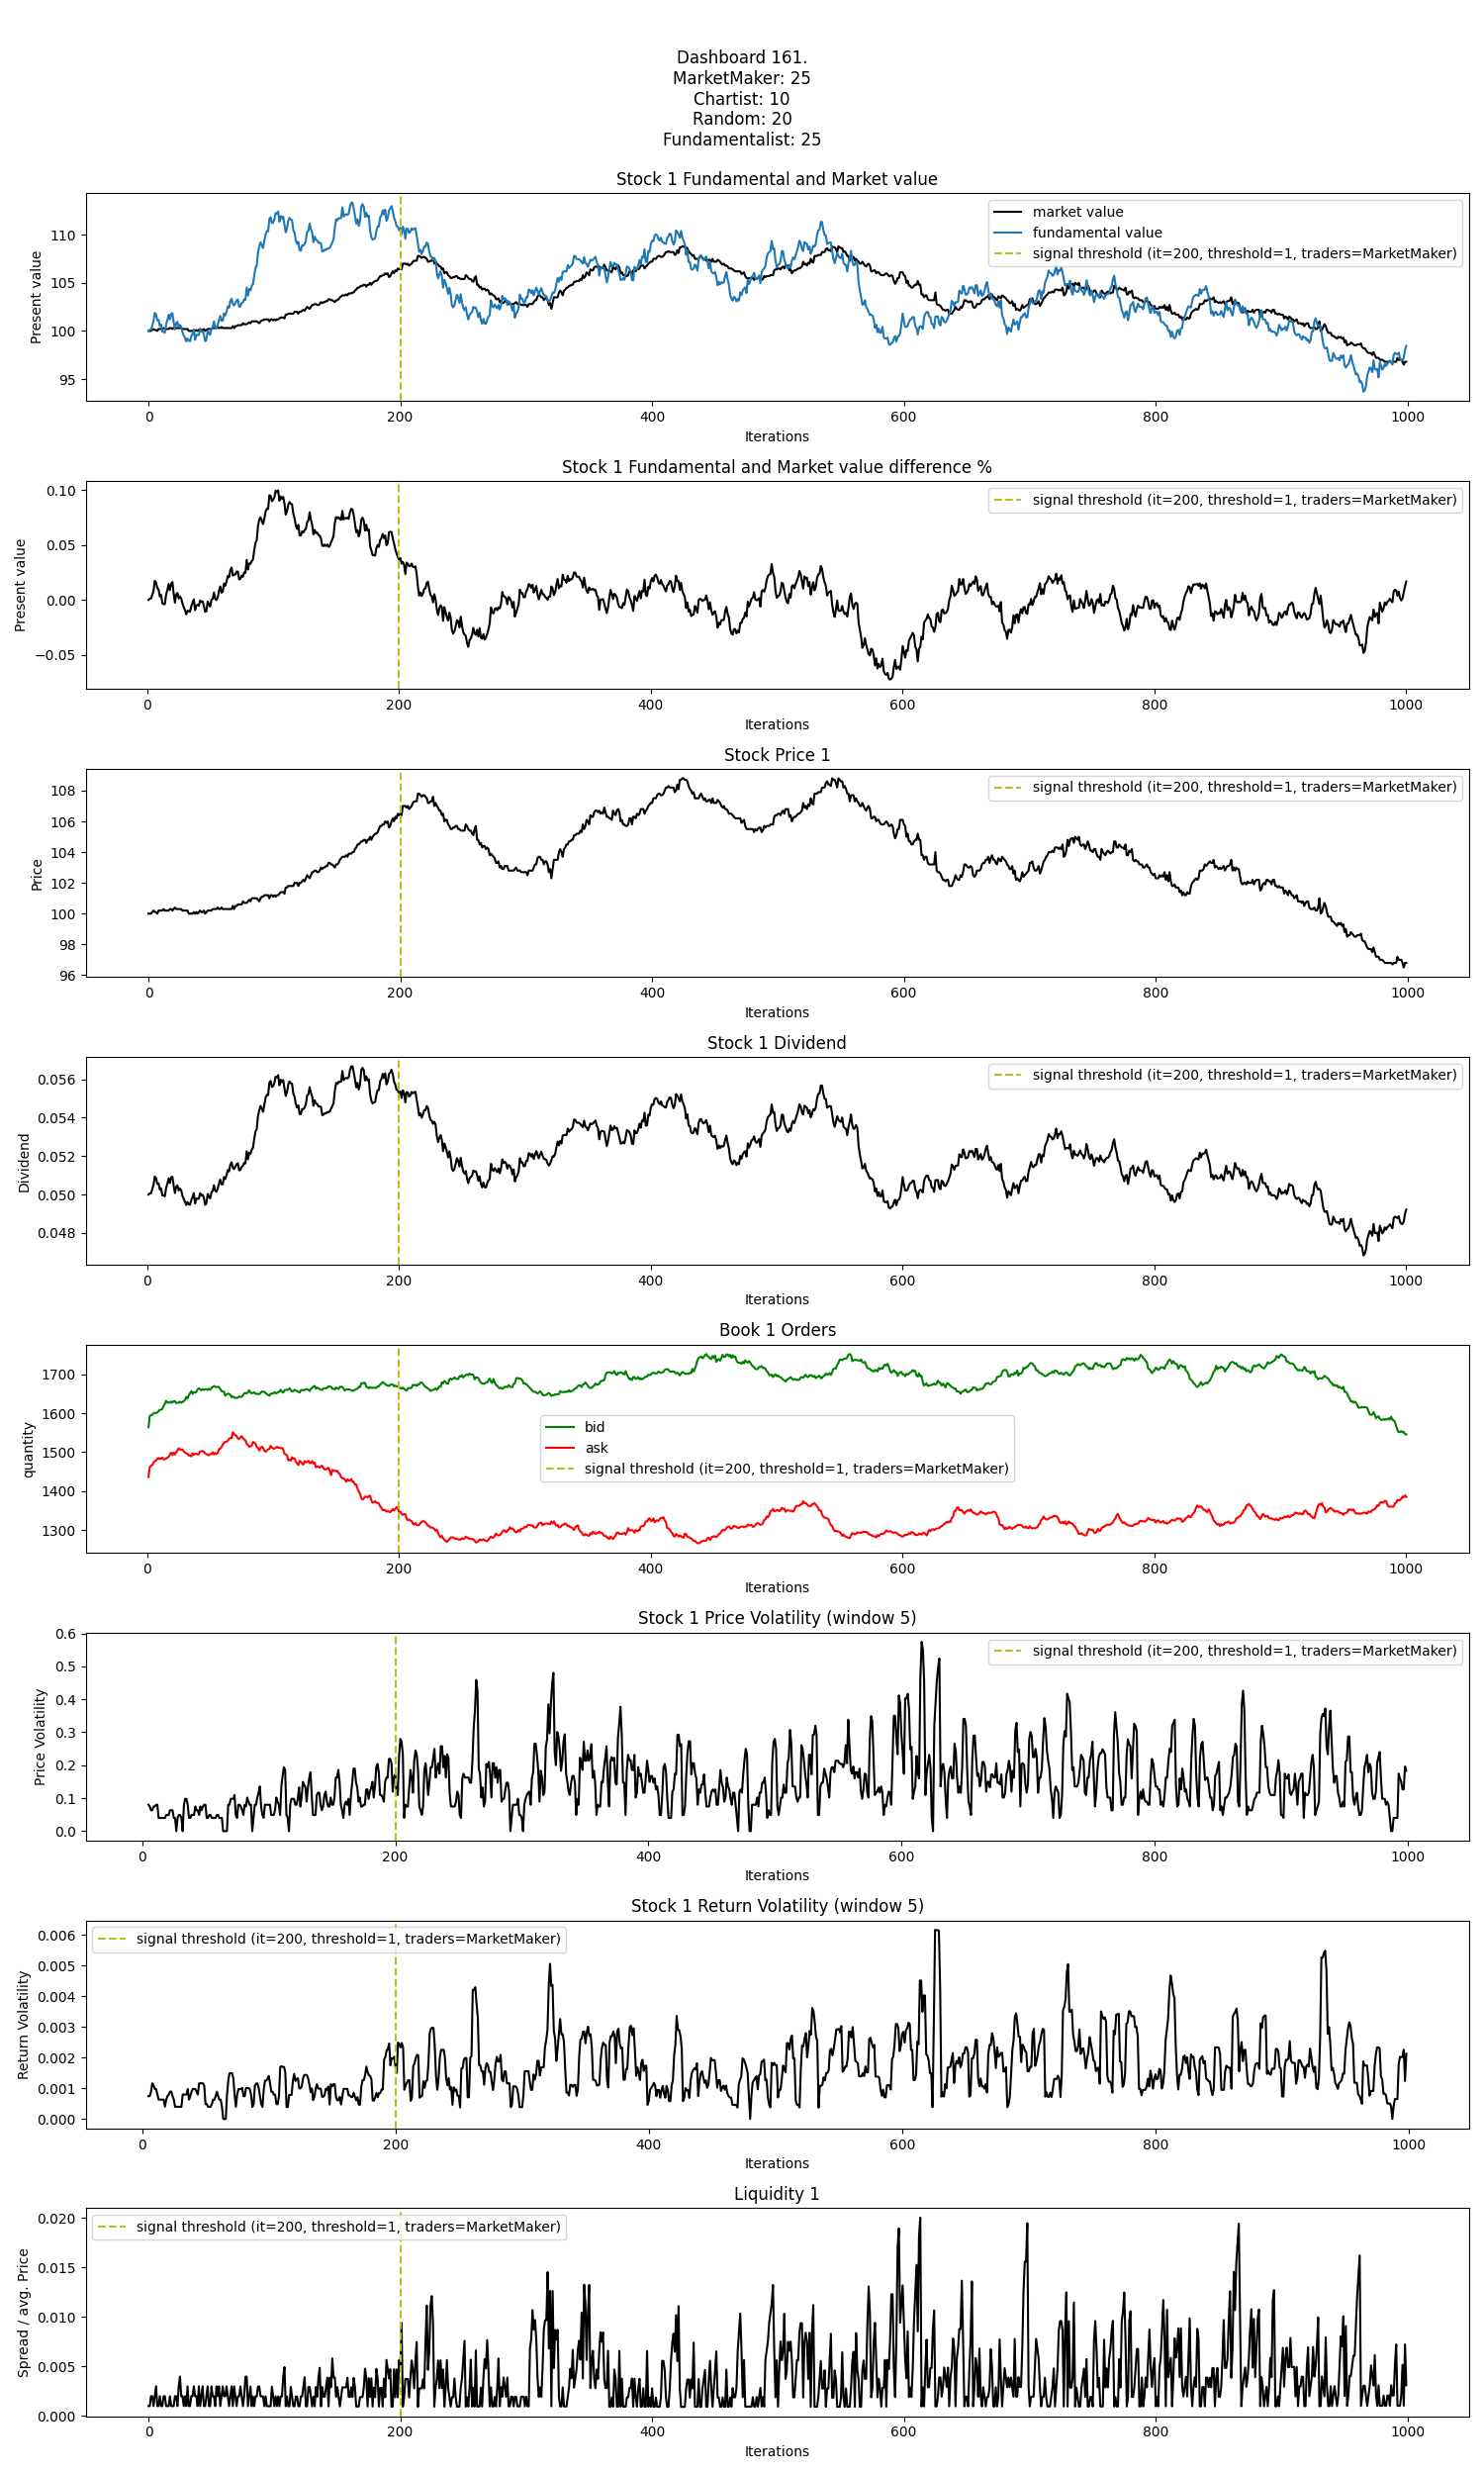 Dashboard 161.
MarketMaker: 25
Chartist: 10
Random: 20
Fundamentalist: 25
Stock 1 Fundamental and Market value
market value
fundamental value
signal threshold (it=200, threshold=1, traders=MarketMaker)
Present value
110
105
100
95
0 200 400 600 800 1000
Iterations
Stock 1 Fundamental and Market value difference %
signal threshold (it=200, threshold=1, traders=MarketMaker)
Present value
0.10
0.05
0.00
−0.05
0 200 400 600 800 1000
Iterations
Stock Price 1
signal threshold (it=200, threshold=1, traders=MarketMaker)
Price
108
106
104
102
100
98
96
0 200 400 600 800 1000
Iterations
Stock 1 Dividend
signal threshold (it=200, threshold=1, traders=MarketMaker)
Dividend
0.056
0.054
0.052
0.050
0.048
0 200 400 600 800 1000
Iterations
Book 1 Orders
bid
ask
signal threshold (it=200, threshold=1, traders=MarketMaker)
quantity
1700
1600
1500
1400
1300
0 200 400 600 800 1000
Iterations
Stock 1 Price Volatility (window 5)
signal threshold (it=200, threshold=1, traders=MarketMaker)
Price Volatility
0.6
0.5
0.4
0.3
0.2
0.1
0.0
0 200 400 600 800 1000
Iterations
Stock 1 Return Volatility (window 5)
signal threshold (it=200, threshold=1, traders=MarketMaker)
Return Volatility
0.006
0.005
0.004
0.003
0.002
0.001
0.000
0 200 400 600 800 1000
Iterations
Liquidity 1
signal threshold (it=200, threshold=1, traders=MarketMaker)
Spread / avg. Price
0.020
0.015
0.010
0.005
0.000
0 200 400 600 800 1000
Iterations